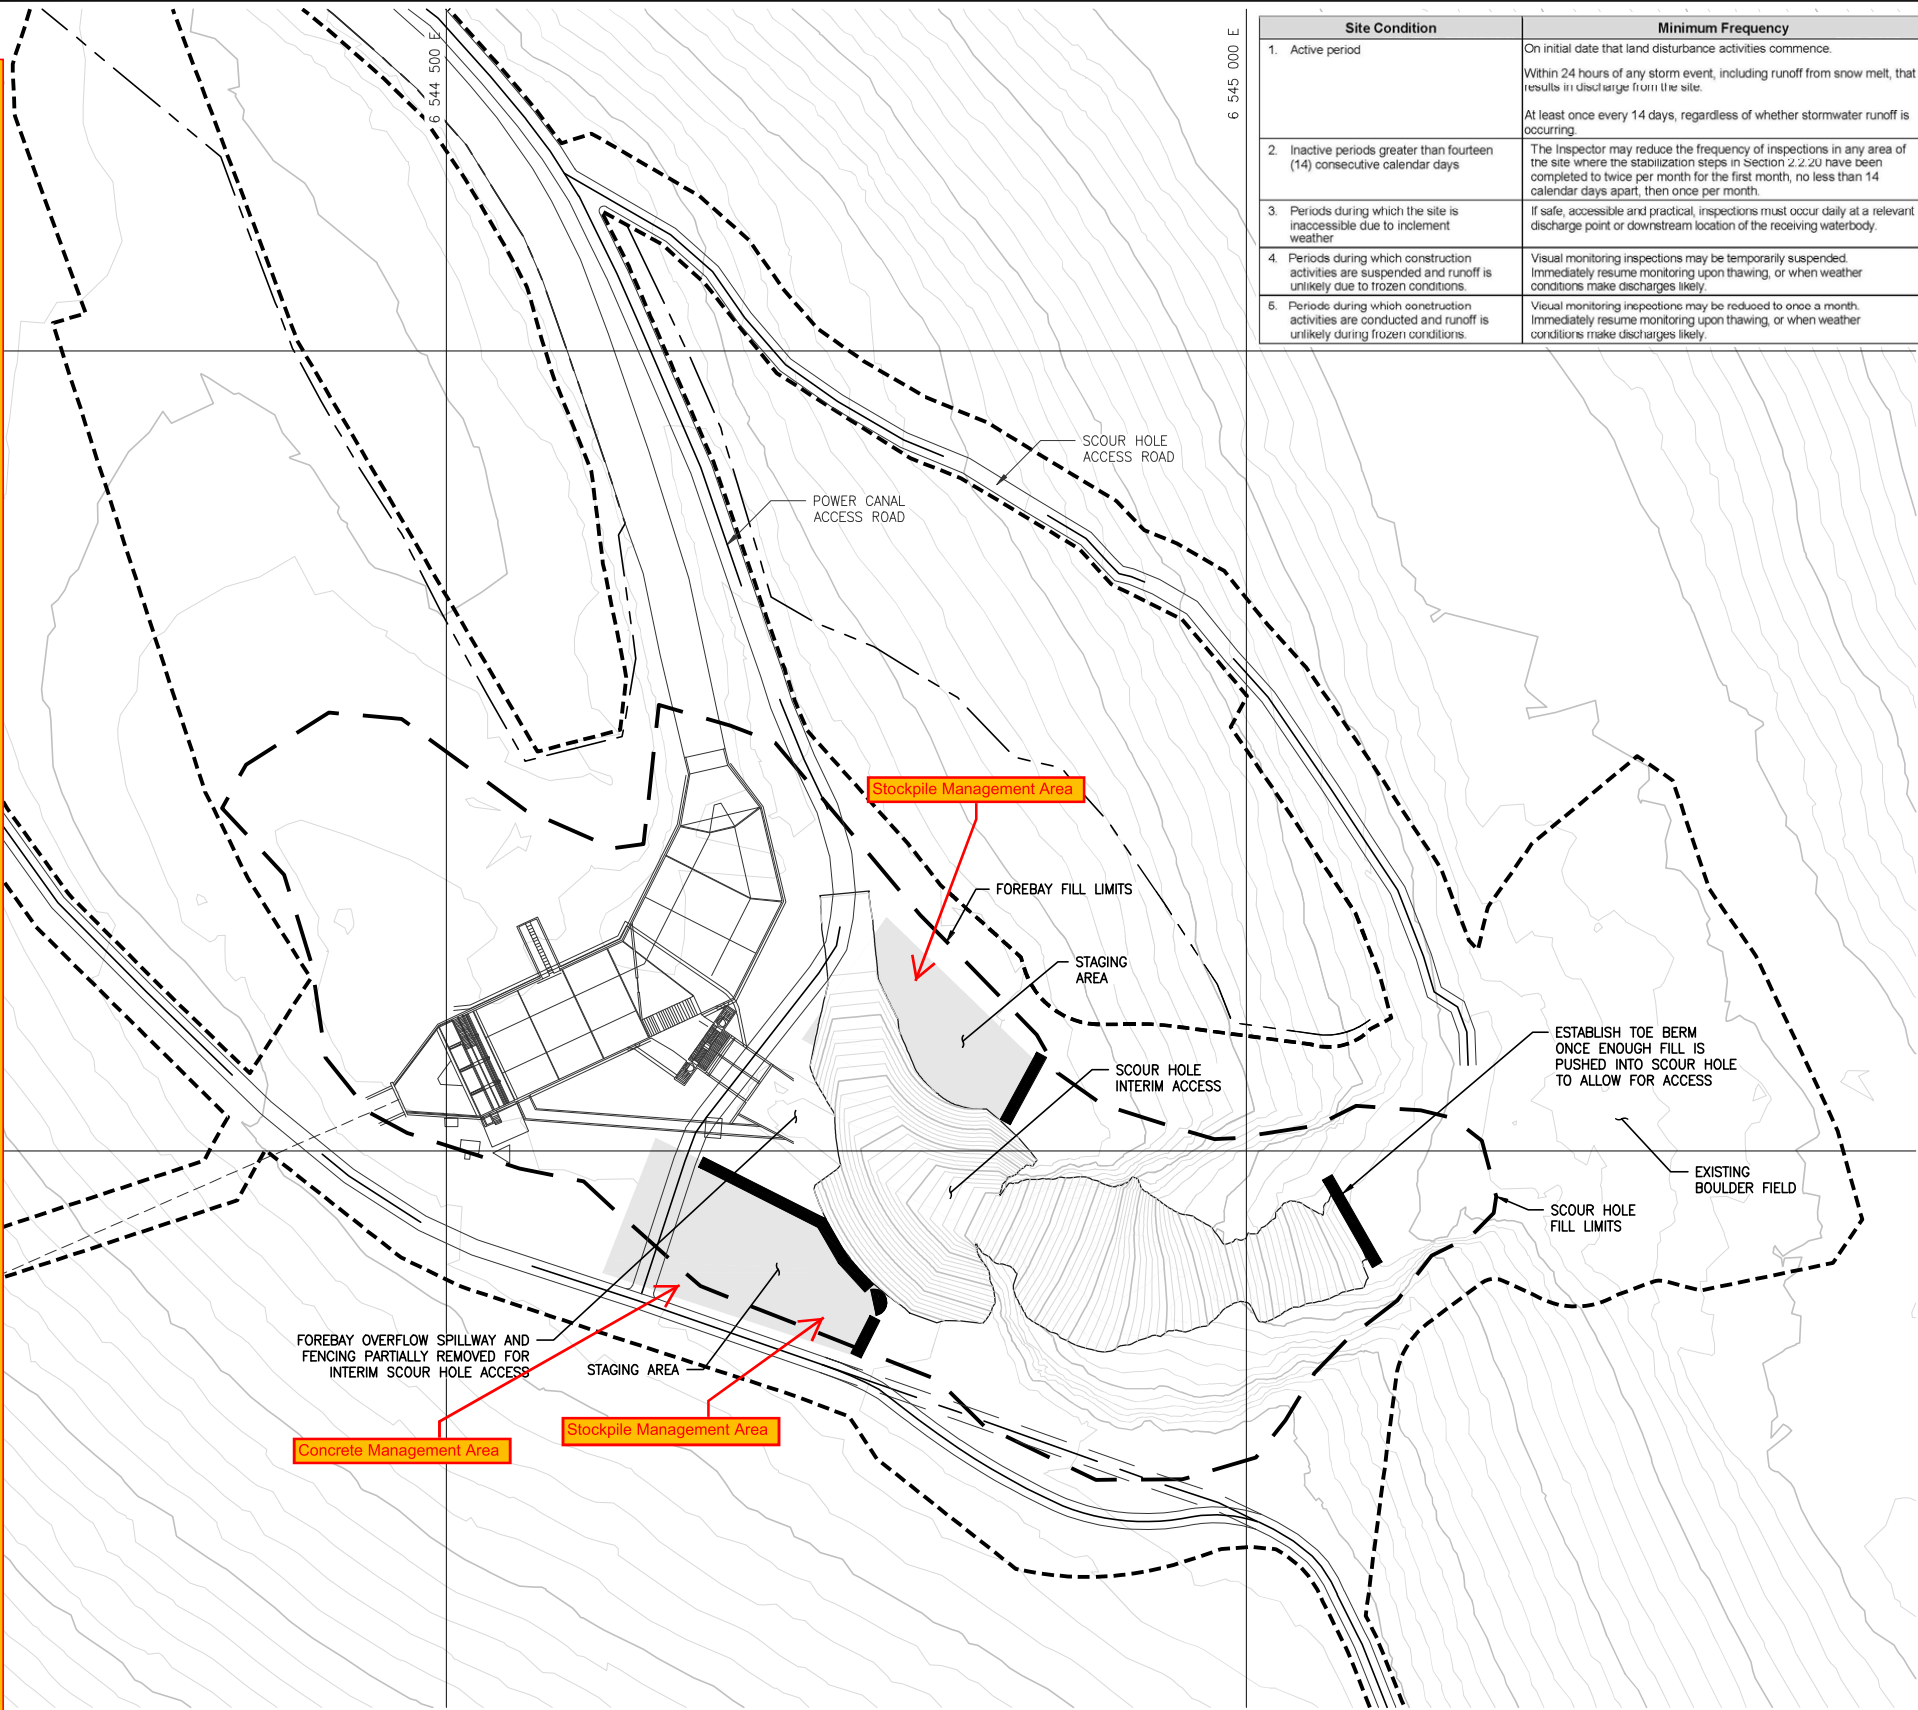 6 544 500 E
6 545 000 E
Site Condition
Minimum Frequency
1. Active period
On initial date that land disturbance activities commence.
Within 24 hours of any storm event, including runoff from snow melt, that
results in discharge from the site.
At least once every 14 days, regardless of whether stormwater runoff is
occurring.
2. Inactive periods greater than fourteen
(14) consecutive calendar days
The Inspector may reduce the frequency of inspections in any area of
the site where the stabilization steps in Section 2.2.20 have been
completed to twice per month for the first month, no less than 14
calendar days apart, then once per month.
3. Periods during which the site is
inaccessible due to inclement
weather
If safe, accessible and practical, inspections must occur daily at a relevant
discharge point or downstream location of the receiving waterbody.
4. Periods during which construction
activities are suspended and runoff is
unlikely due to frozen conditions.
Visual monitoring inspections may be temporarily suspended.
Immediately resume monitoring upon thawing, or when weather
conditions make discharges likely.
5. Periods during which construction
activities are conducted and runoff is
unlikely during frozen conditions.
Visual monitoring inspections may be reduced to once a month.
Immediately resume monitoring upon thawing, or when weather
conditions make discharges likely.
SCOUR HOLE
ACCESS ROAD
POWER CANAL
ACCESS ROAD
Stockpile Management Area
FOREBAY FILL LIMITS
STAGING
AREA
SCOUR HOLE
INTERIM ACCESS
ESTABLISH TOE BERM
ONCE ENOUGH FILL IS
PUSHED INTO SCOUR HOLE
TO ALLOW FOR ACCESS
EXISTING
BOULDER FIELD
SCOUR HOLE
FILL LIMITS
FOREBAY OVERFLOW SPILLWAY AND
FENCING PARTIALLY REMOVED FOR
INTERIM SCOUR HOLE ACCESS
STAGING AREA
Stockpile Management Area
Concrete Management Area